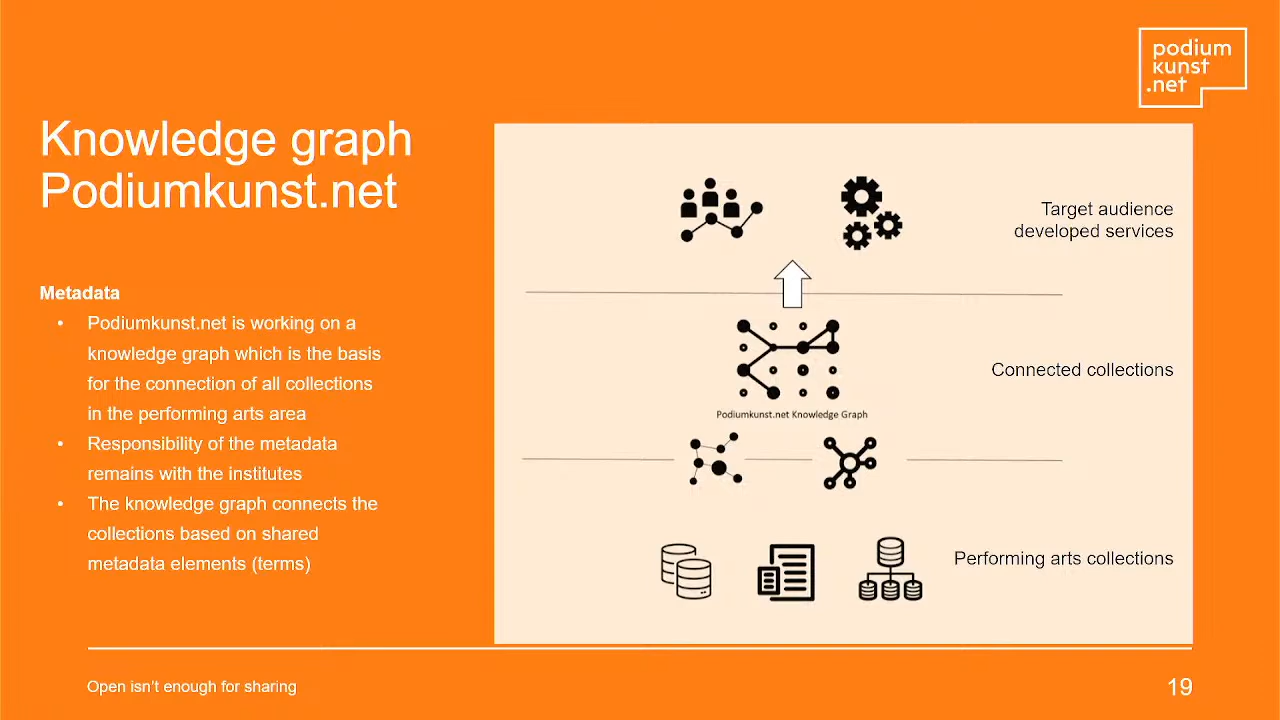 podium
kunst
.net
Knowledge graph
Podiumkunst.net
Metadata
• Podiumkunst.net is working on a
knowledge graph which is the basis
for the connection of all collections
in the performing arts area
• Responsibility of the metadata
remains with the institutes
• The knowledge graph connects the
collections based on shared
metadata elements (terms)
Target audience
developed services
Connected collections
Podiumkunst.net Knowledge Graph
Performing arts collections
Open isn't enough for sharing
19